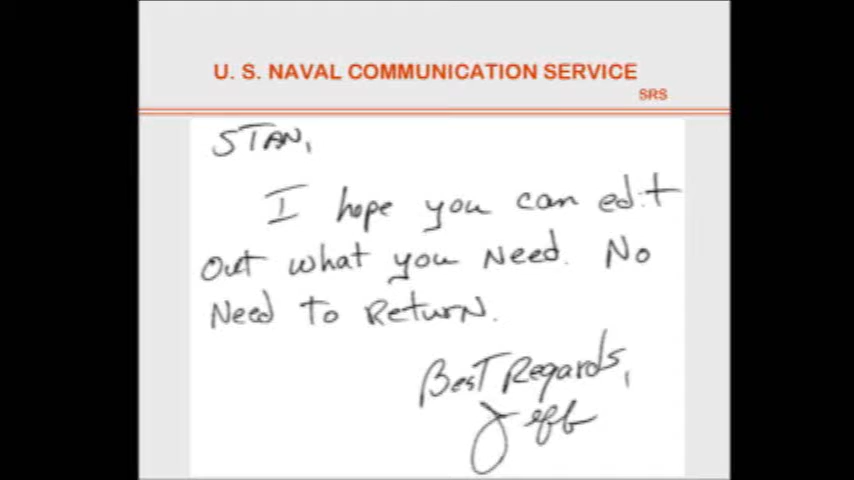 U. S. NAVAL COMMUNICATION SERVICE
SRS
STAN,
I hope you can edit
out what you Need. No
Need to Return.
Best Regards,
Jeff